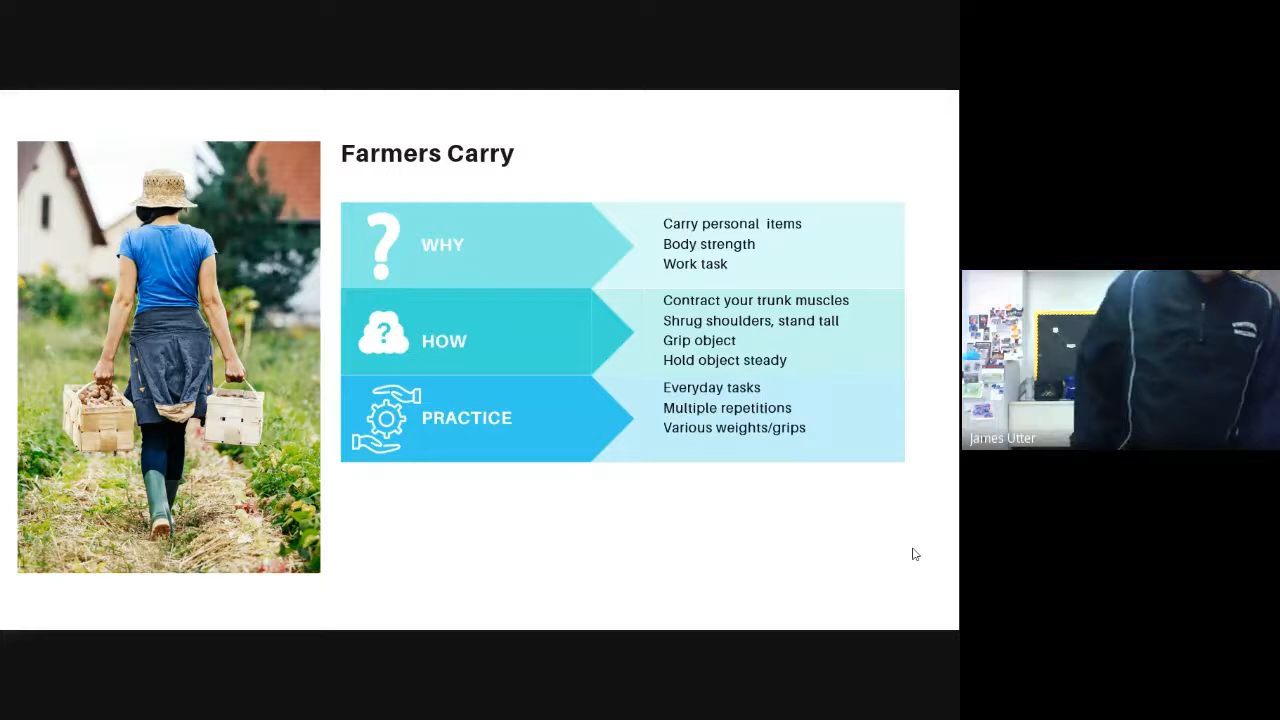 Farmers Carry
WHY
Carry personal items
Body strength
Work task
HOW
Contract your trunk muscles
Shrug shoulders, stand tall
Grip object
Hold object steady
PRACTICE
Everyday tasks
Multiple repetitions
Various weights/grips
James Utter